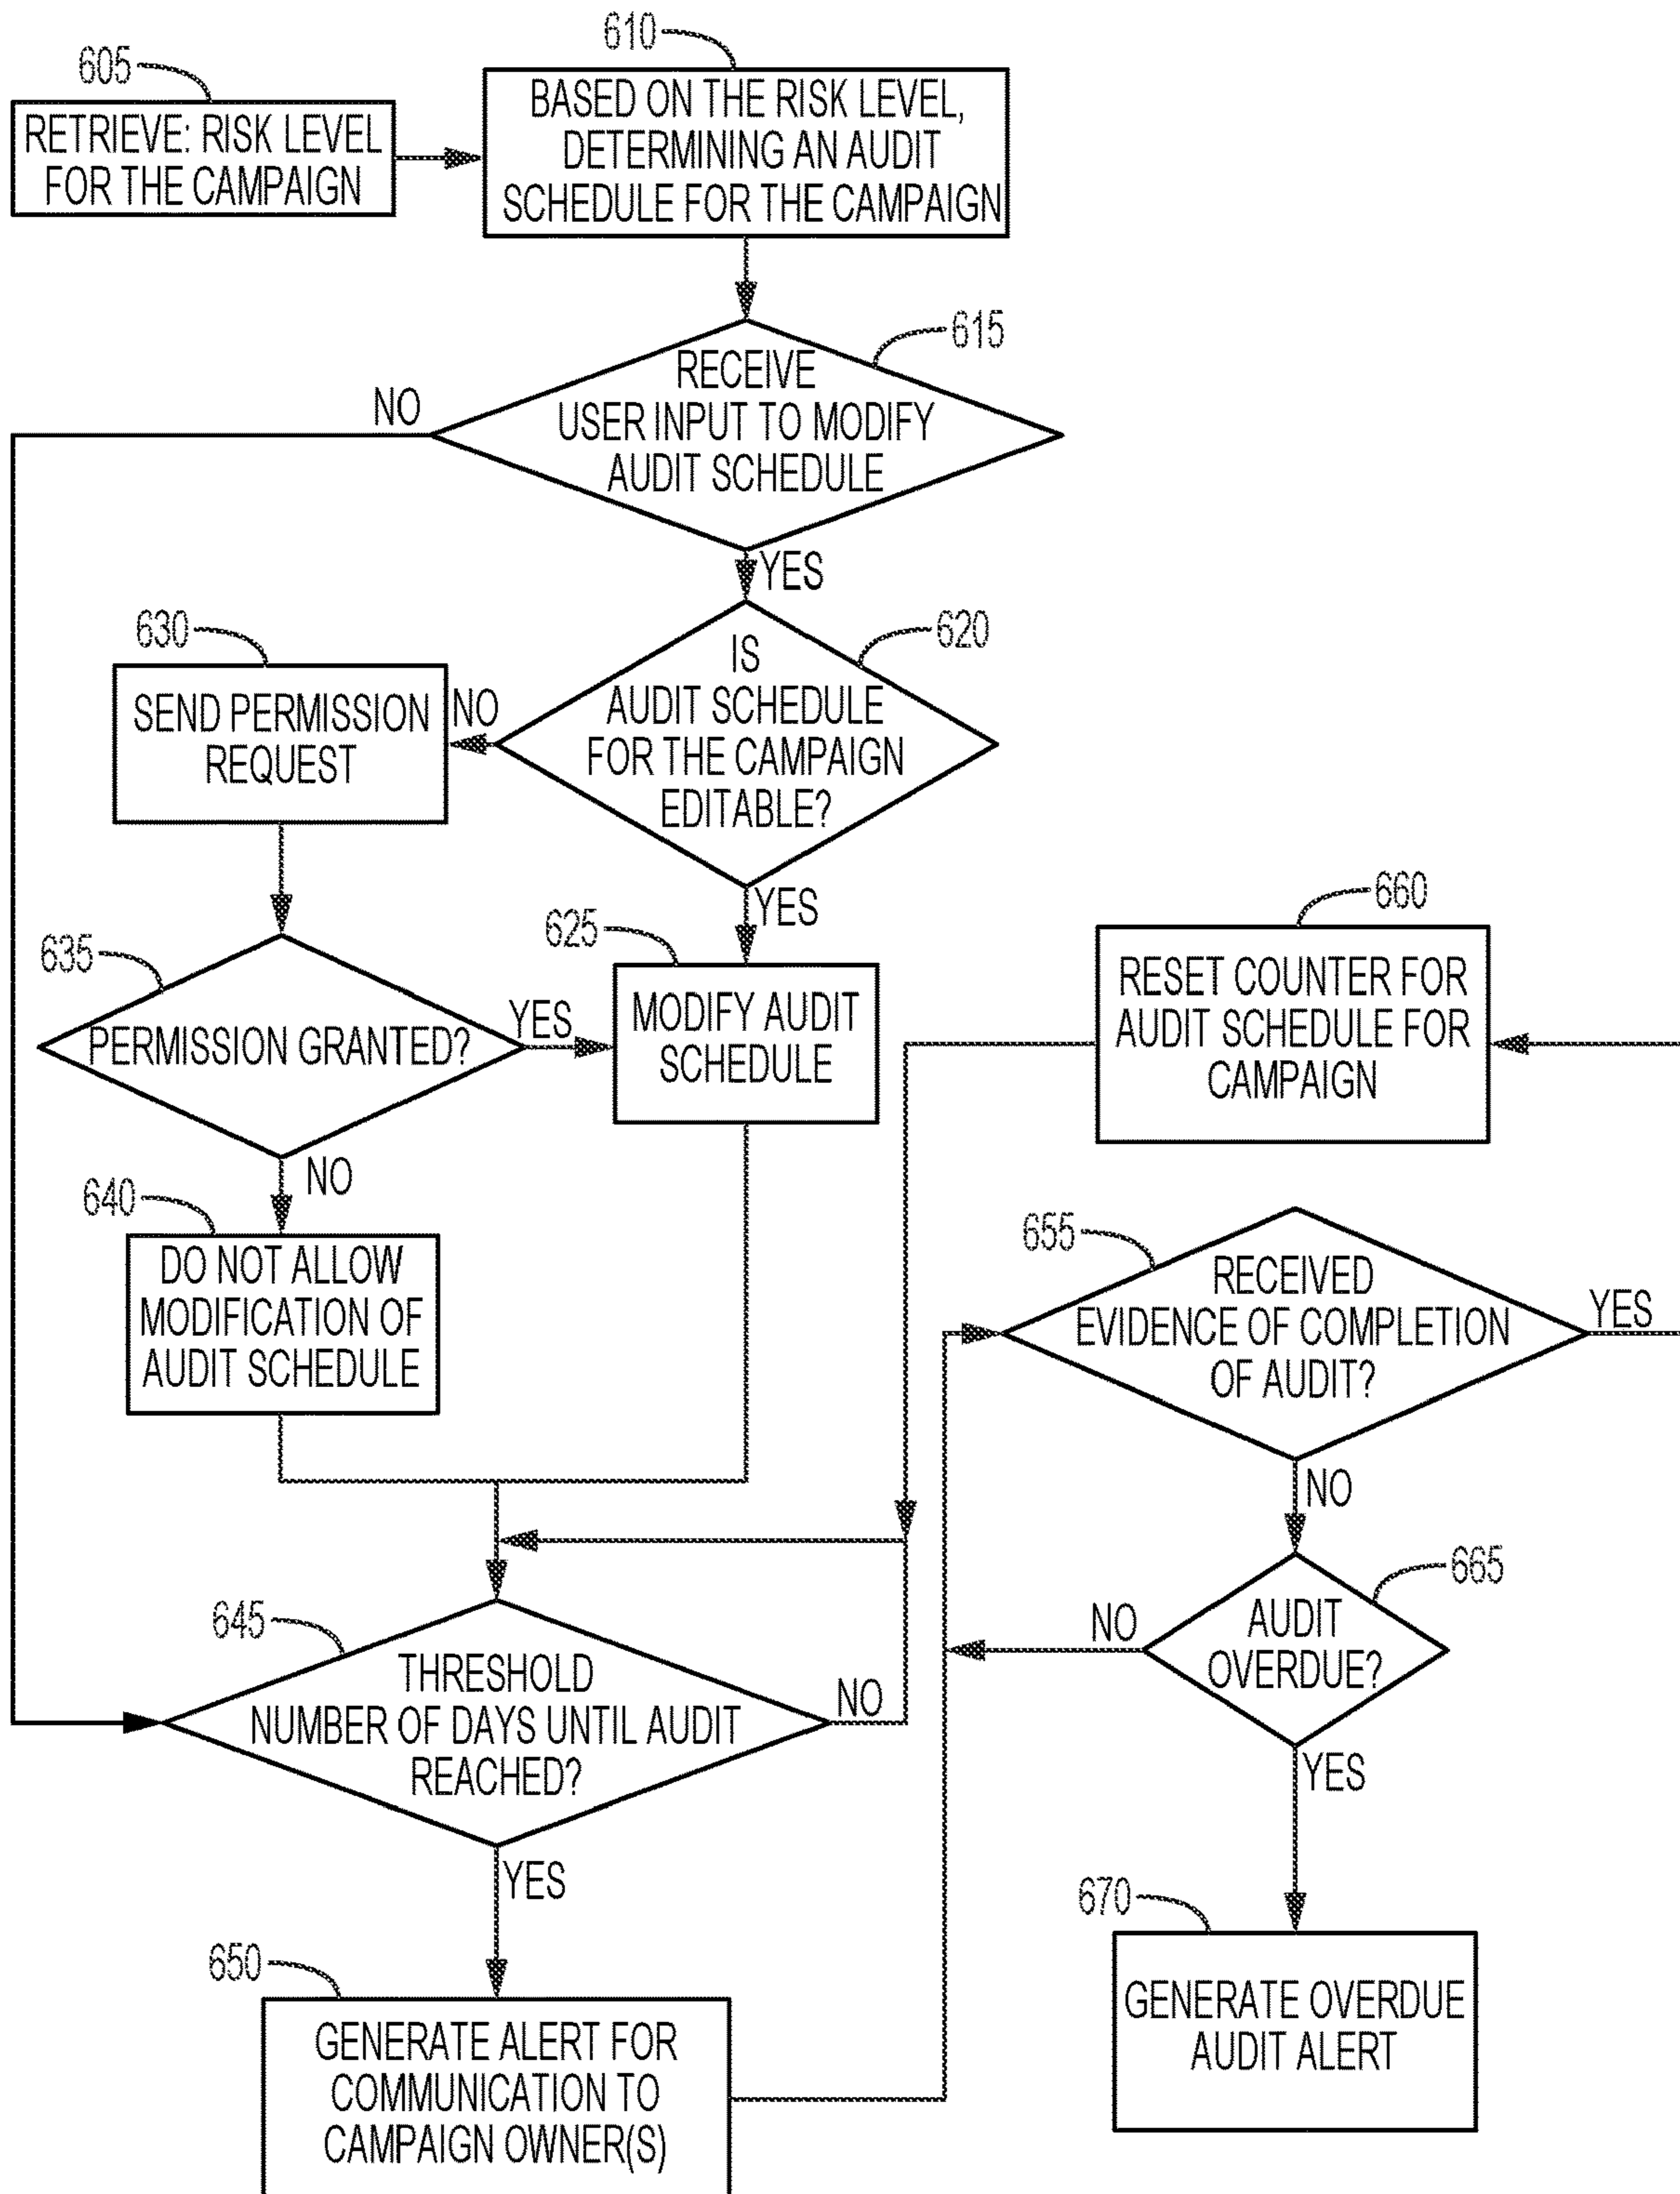 605
RETRIEVE: RISK LEVEL
FOR THE CAMPAIGN
610
BASED ON THE RISK LEVEL,
DETERMINING AN AUDIT
SCHEDULE FOR THE CAMPAIGN
615
RECEIVE
USER INPUT TO MODIFY
AUDIT SCHEDULE
NO
YES
620
IS
AUDIT SCHEDULE
FOR THE CAMPAIGN
EDITABLE?
NO
YES
630
SEND PERMISSION
REQUEST
635
PERMISSION GRANTED?
YES
NO
625
MODIFY AUDIT
SCHEDULE
640
DO NOT ALLOW
MODIFICATION OF
AUDIT SCHEDULE
645
THRESHOLD
NUMBER OF DAYS UNTIL AUDIT
REACHED?
NO
YES
650
GENERATE ALERT FOR
COMMUNICATION TO
CAMPAIGN OWNER(S)
660
RESET COUNTER FOR
AUDIT SCHEDULE FOR
CAMPAIGN
655
RECEIVED
EVIDENCE OF COMPLETION
OF AUDIT?
YES
NO
665
AUDIT
OVERDUE?
NO
YES
670
GENERATE OVERDUE
AUDIT ALERT